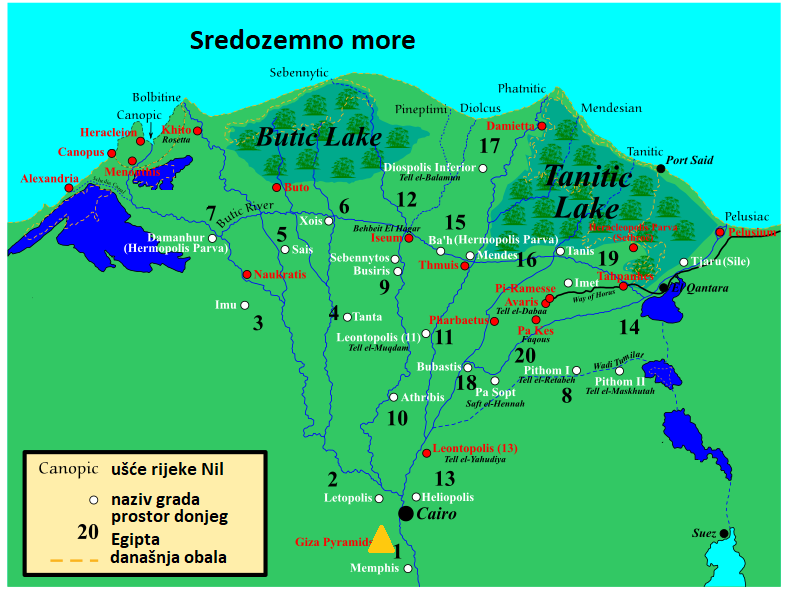 Sredozemno more
Sebennytic
Phatnitic
Bolbitine
Canopic
Pineptimi
Diolcus
Mendesian
Heracleion
Khito
Rosetta
Butic Lake
Damietta
17
Canopus
Menouthis
Diospolis Inferior
Tell el-Balamun
Tanitic
Port Said
Tanitic
Lake
Alexandria
Buto
12
7
Butic River
6
Xois
15
Pelusiac
Pelusium
Damanhur
(Hermopolis Parva)
5
Sais
Behbeit El Hagar
Iseum
Ba'h (Hermopolis Parva)
Herakleopolis Parva
(Sethroe)
Sebennytos
Busiris
9
Thmuis
Mendes
16
Tanis
19
Tjaru (Sile)
Naukratis
Imet
Way of Horus
El Qantara
Pi-Ramesse
Avaris
Tell el-Dabaa
Imu
3
4
Tanta
Pharbaetus
Pa Kes
Faqous
14
Leontopolis (11)
Tell el-Muqdam
11
20
Bubastis
18
Pa Sopt
Saft el-Hennah
Pithom I
Tell el-Retabeh
8
Wadi Tumilat
Pithom II
Tell el-Maskhutah
Athribis
10
Leontopolis (13)
Tell el-Yahudiya
2
13
Letopolis
Heliopolis
Cairo
Giza Pyramids
1
Memphis
Suez
Canopic ušće rijeke Nil
naziv grada
prostor donjeg
20 Egipta
današnja obala